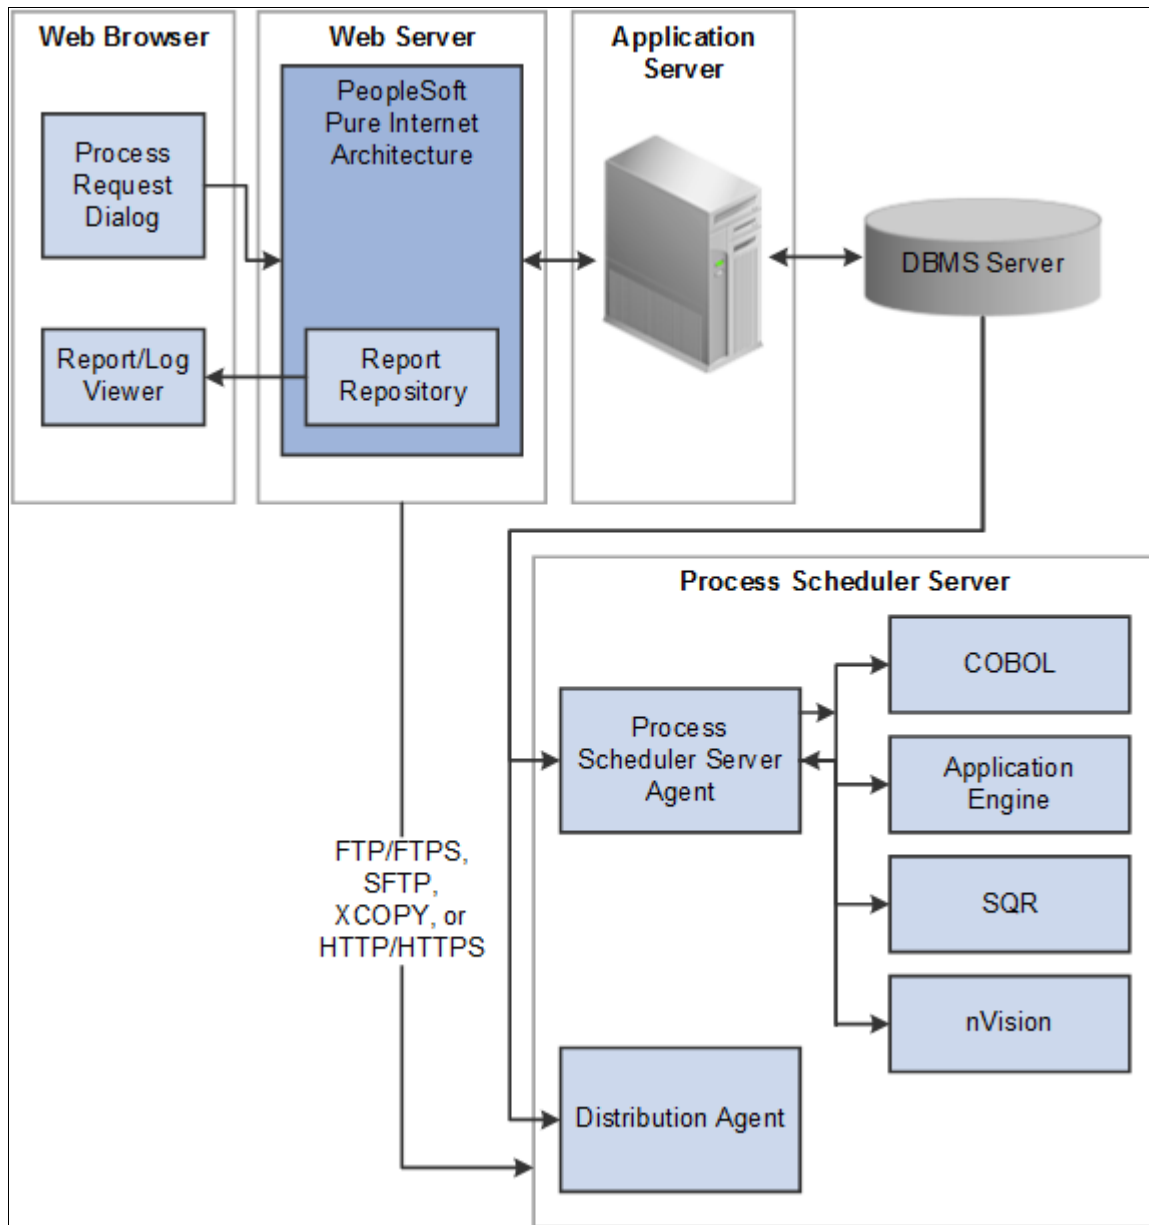 Web Browser
Web Server
Application
Server
PeopleSoft
Pure Internet
Architecture
Process
Request
Dialog
DBMS Server
Report/Log
Viewer
Report
Repository
Process Scheduler Server
COBOL
Process
Scheduler Server
Agent
Application
Engine
FTP/FTPS,
SFTP,
XCOPY, or
HTTP/HTTPS
SQR
nVision
Distribution Agent